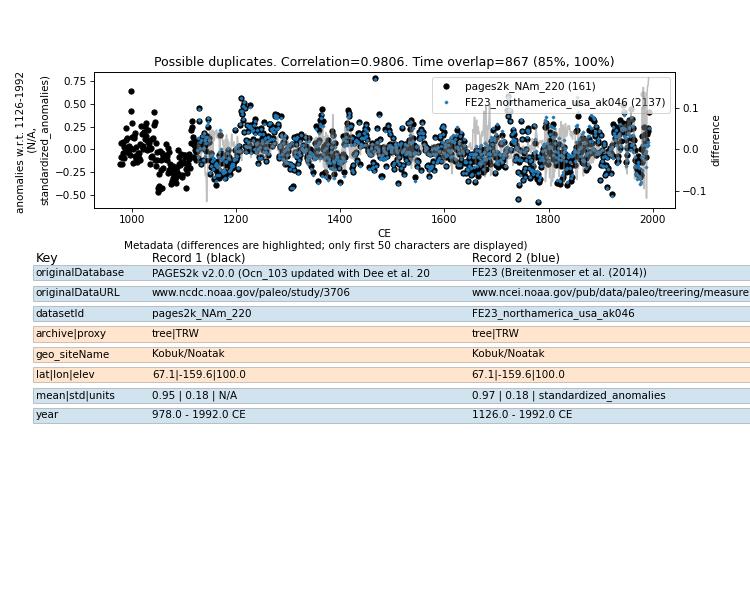 Possible duplicates. Correlation=0.9806. Time overlap=867 (85%, 100%)
anomalies w.r.t. 1126-1992
(N/A,
standardized_anomalies)
0.75
0.50
0.25
0.00
−0.25
−0.50
pages2k_NAm_220 (161)
FE23_northamerica_usa_ak046 (2137)
0.1
0.0
−0.1
difference
1000 1200 1400 1600 1800 2000
CE
Metadata (differences are highlighted; only first 50 characters are displayed)
Key Record 1 (black) Record 2 (blue)
originalDatabase PAGES2k v2.0.0 (Ocn_103 updated with Dee et al. 20 FE23 (Breitenmoser et al. (2014))
originalDataURL www.ncdc.noaa.gov/paleo/study/3706 www.ncei.noaa.gov/pub/data/paleo/treering/measure
datasetId pages2k_NAm_220 FE23_northamerica_usa_ak046
archive|proxy tree|TRW tree|TRW
geo_siteName Kobuk/Noatak Kobuk/Noatak
lat|lon|elev 67.1|-159.6|100.0 67.1|-159.6|100.0
mean|std|units 0.95 | 0.18 | N/A 0.97 | 0.18 | standardized_anomalies
year 978.0 - 1992.0 CE 1126.0 - 1992.0 CE